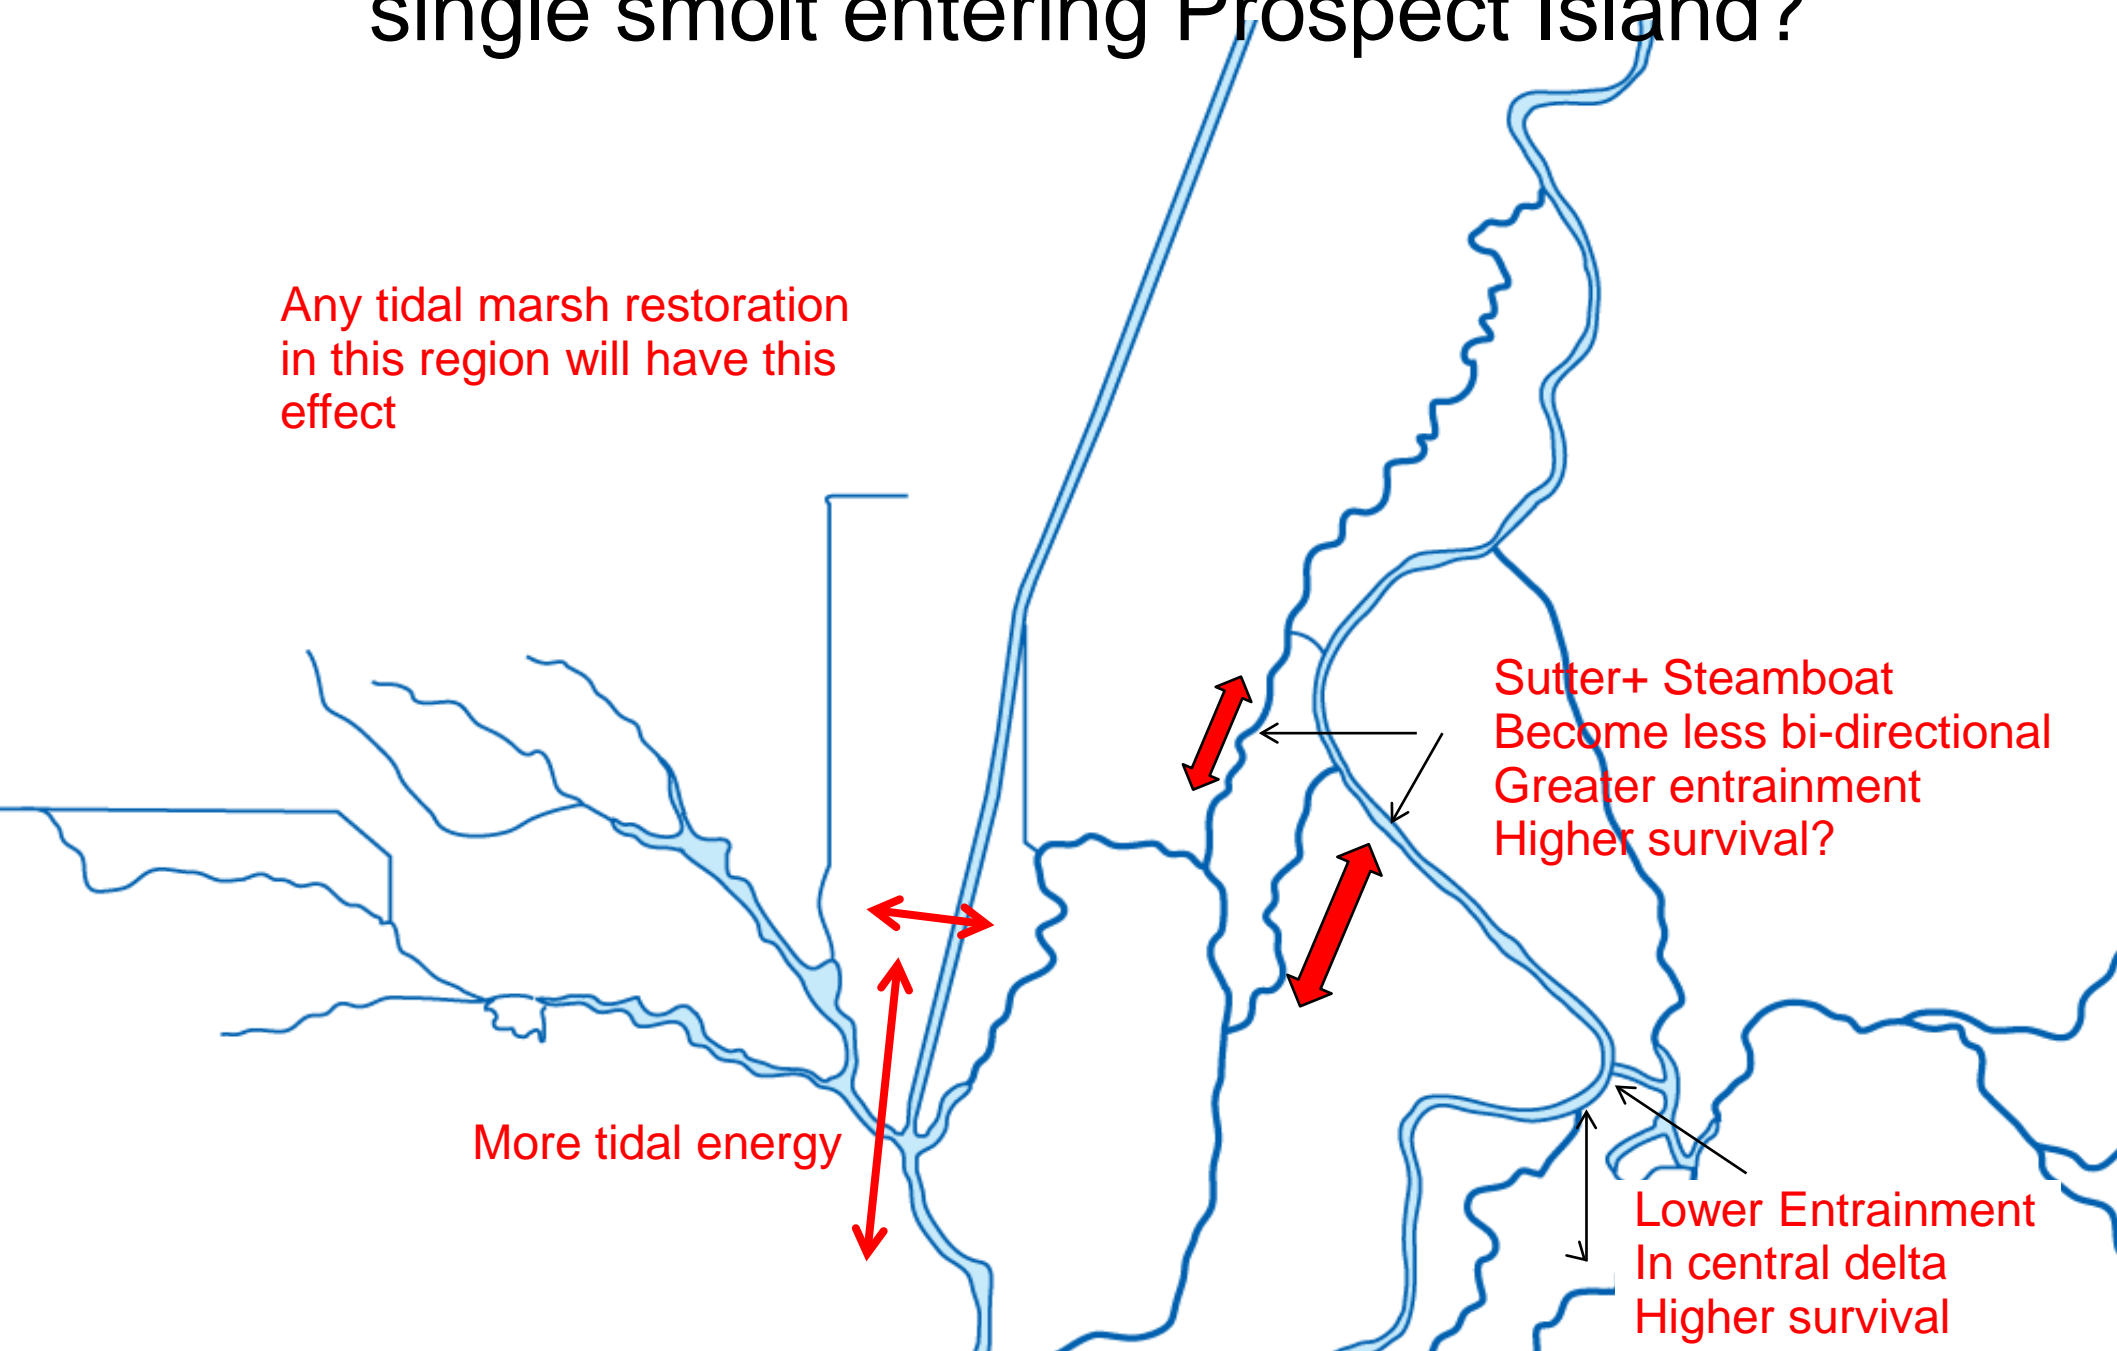 single smolt entering Prospect Island?
Any tidal marsh restoration
in this region will have this
effect
Sutter+ Steamboat
Become less bi-directional
Greater entrainment
Higher survival?
More tidal energy
Lower Entrainment
In central delta
Higher survival